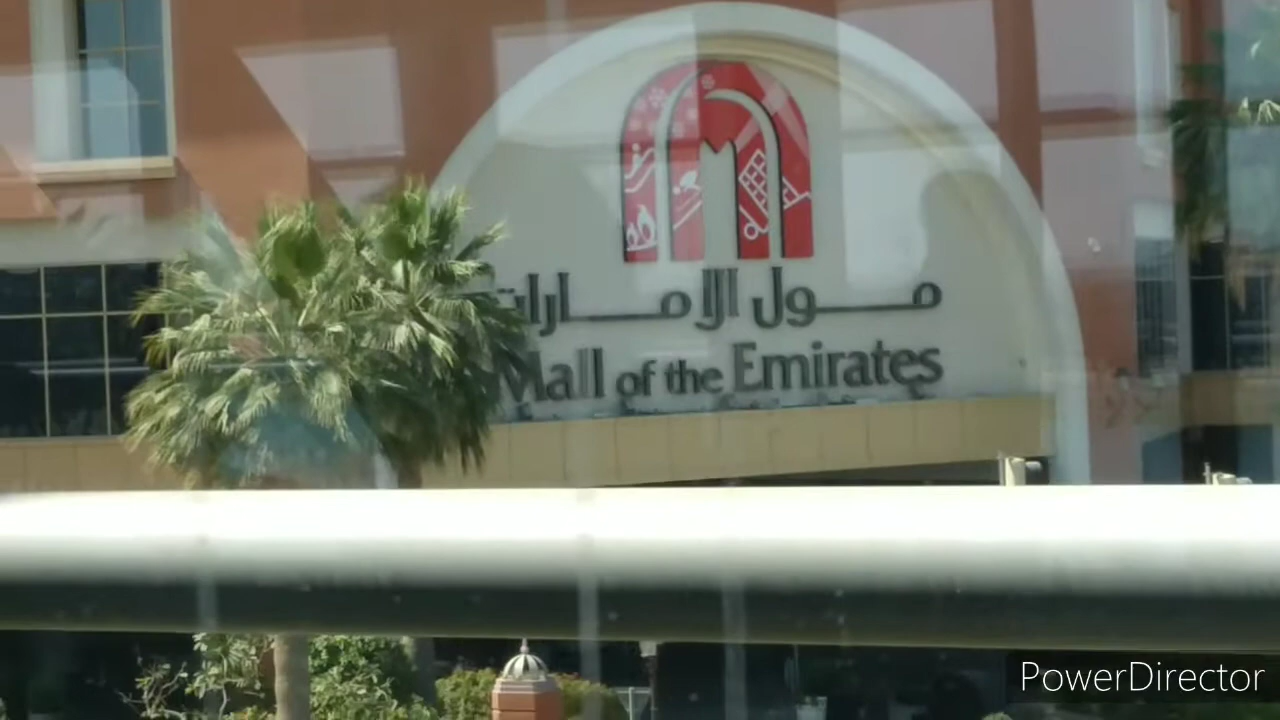 مول الإمارات
Mall of the Emirates
PowerDirector